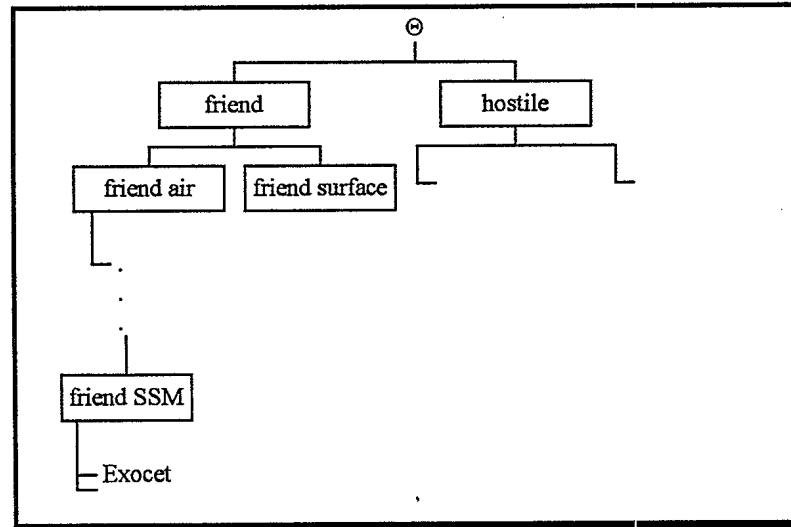 Θ
friend hostile
friend air friend surface
.
.
.
friend SSM
Exocet